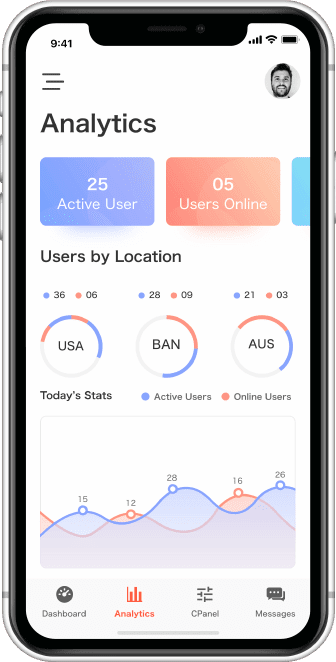 9:41
Analytics
25
Active User
05
Users Online
Users by Location
36 06
28 09
21 03
USA
BAN
AUS
Today's Stats
Active Users Online Users
15
12
28
16
26
Dashboard
Analytics
CPanel
Messages